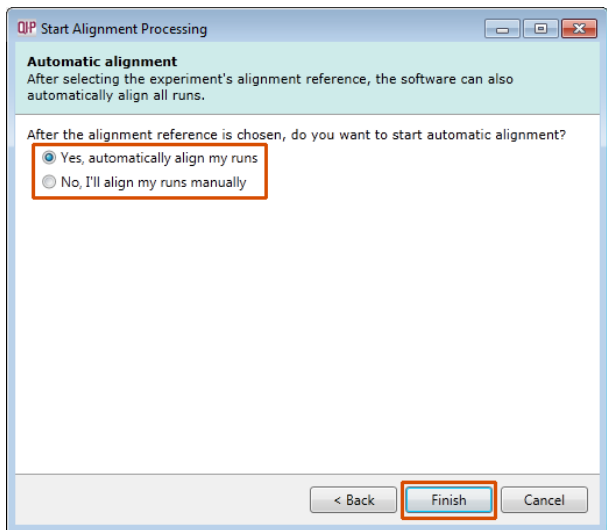 QIP Start Alignment Processing
Automatic alignment
After selecting the experiment's alignment reference, the software can also
automatically align all runs.
After the alignment reference is chosen, do you want to start automatic alignment?
Yes, automatically align my runs
No, I'll align my runs manually
< Back Finish Cancel